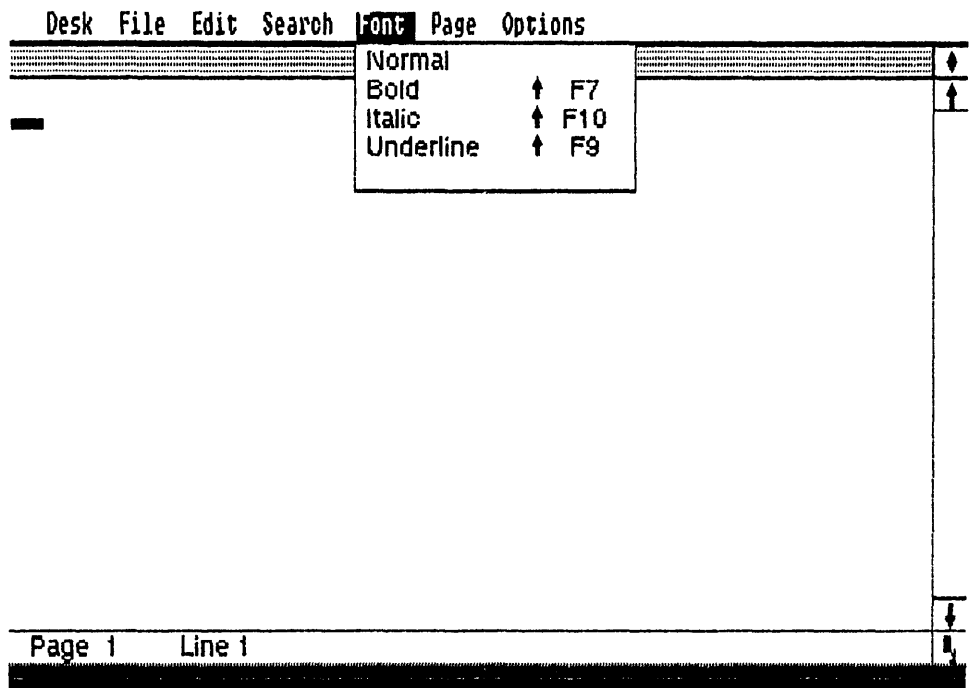 Desk File Edit Search Font Page Options
Normal
Bold ↑ F7
Italic ↑ F10
Underline ↑ F9
Page 1 Line 1